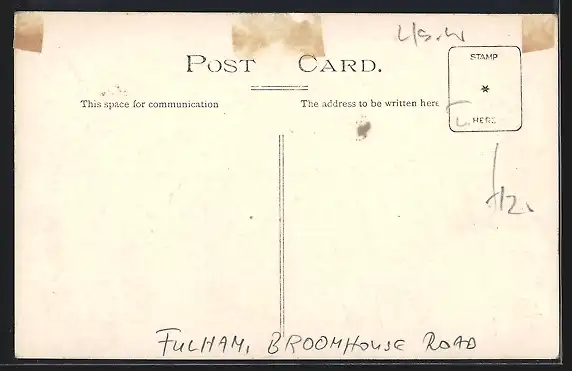 POST CARD.
STAMP
*
HERE
This space for communication
The address to be written here
FULHAM, BROOMHOUSE ROAD